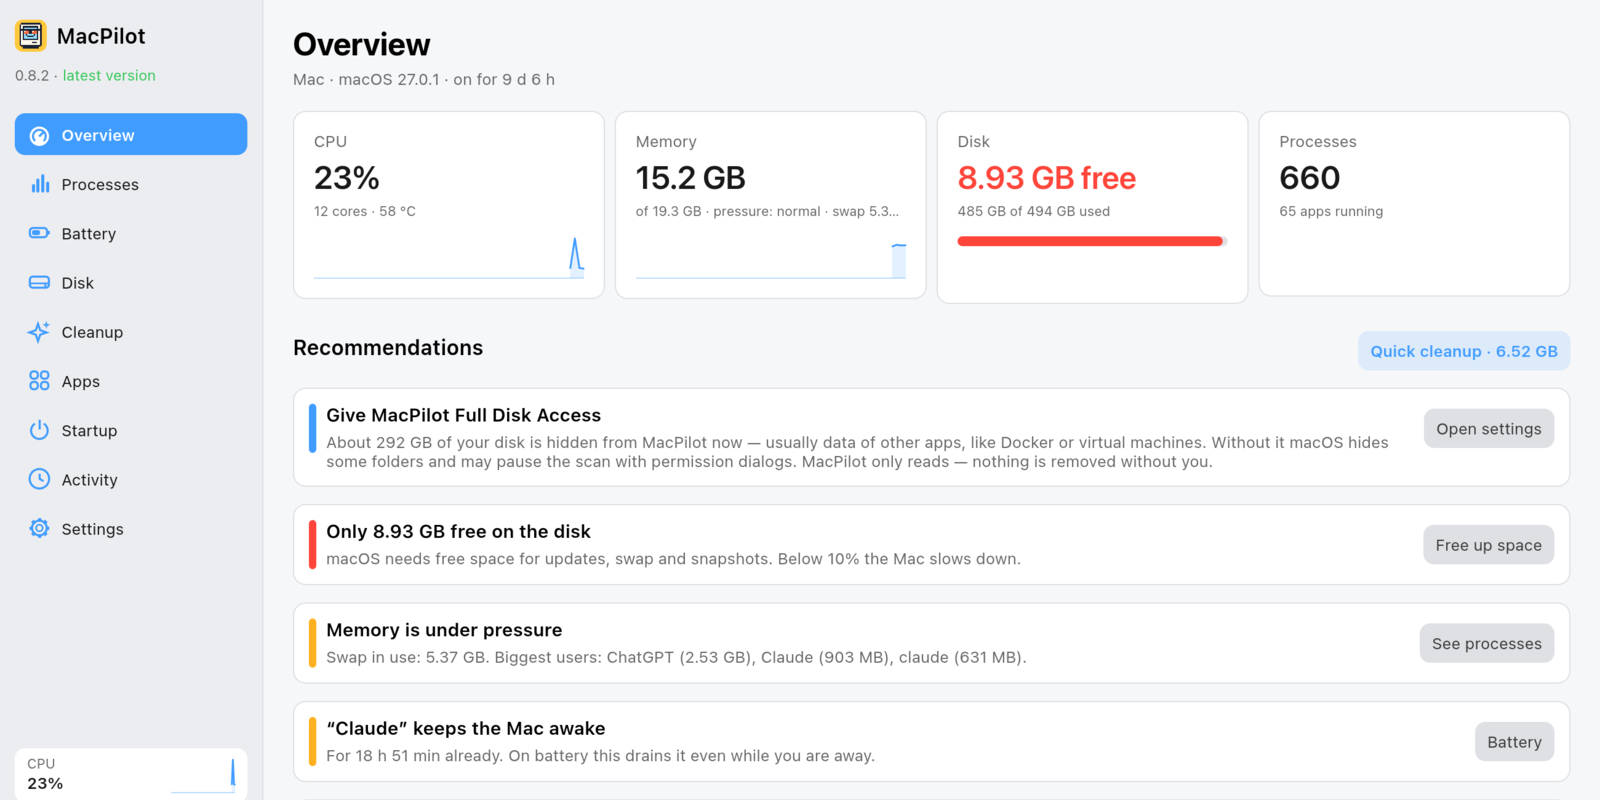 MacPilot
0.8.2 · latest version
Overview
Processes
Battery
Disk
Cleanup
Apps
Startup
Activity
Settings
CPU
23%
Overview
Mac · macOS 27.0.1 · on for 9 d 6 h
CPU
23%
12 cores · 58 °C
Memory
15.2 GB
of 19.3 GB · pressure: normal · swap 5.3...
Disk
8.93 GB free
485 GB of 494 GB used
Processes
660
65 apps running
Recommendations
Quick cleanup · 6.52 GB
Give MacPilot Full Disk Access
About 292 GB of your disk is hidden from MacPilot now — usually data of other apps, like Docker or virtual machines. Without it macOS hides
some folders and may pause the scan with permission dialogs. MacPilot only reads — nothing is removed without you.
Open settings
Only 8.93 GB free on the disk
macOS needs free space for updates, swap and snapshots. Below 10% the Mac slows down.
Free up space
Memory is under pressure
Swap in use: 5.37 GB. Biggest users: ChatGPT (2.53 GB), Claude (903 MB), claude (631 MB).
See processes
“Claude” keeps the Mac awake
For 18 h 51 min already. On battery this drains it even while you are away.
Battery